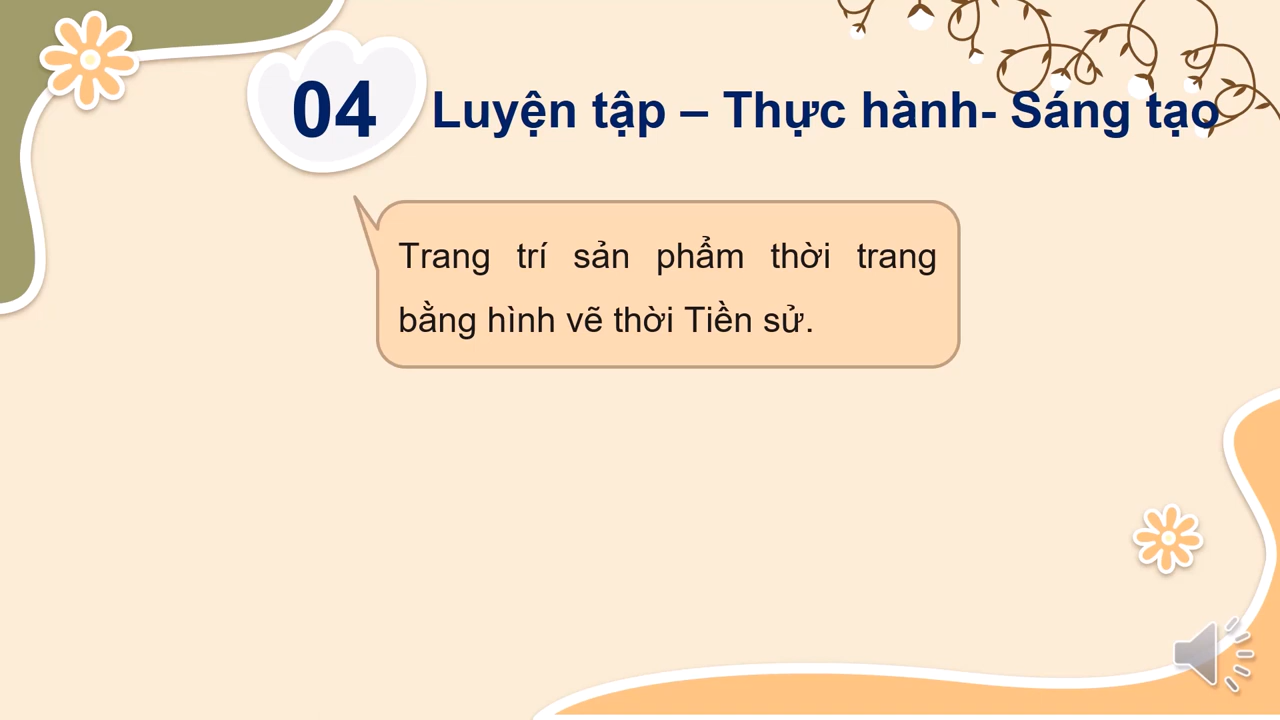 04
Luyện tập – Thực hành- Sáng tạo
Trang trí sản phẩm thời trang
bằng hình vẽ thời Tiền sử.